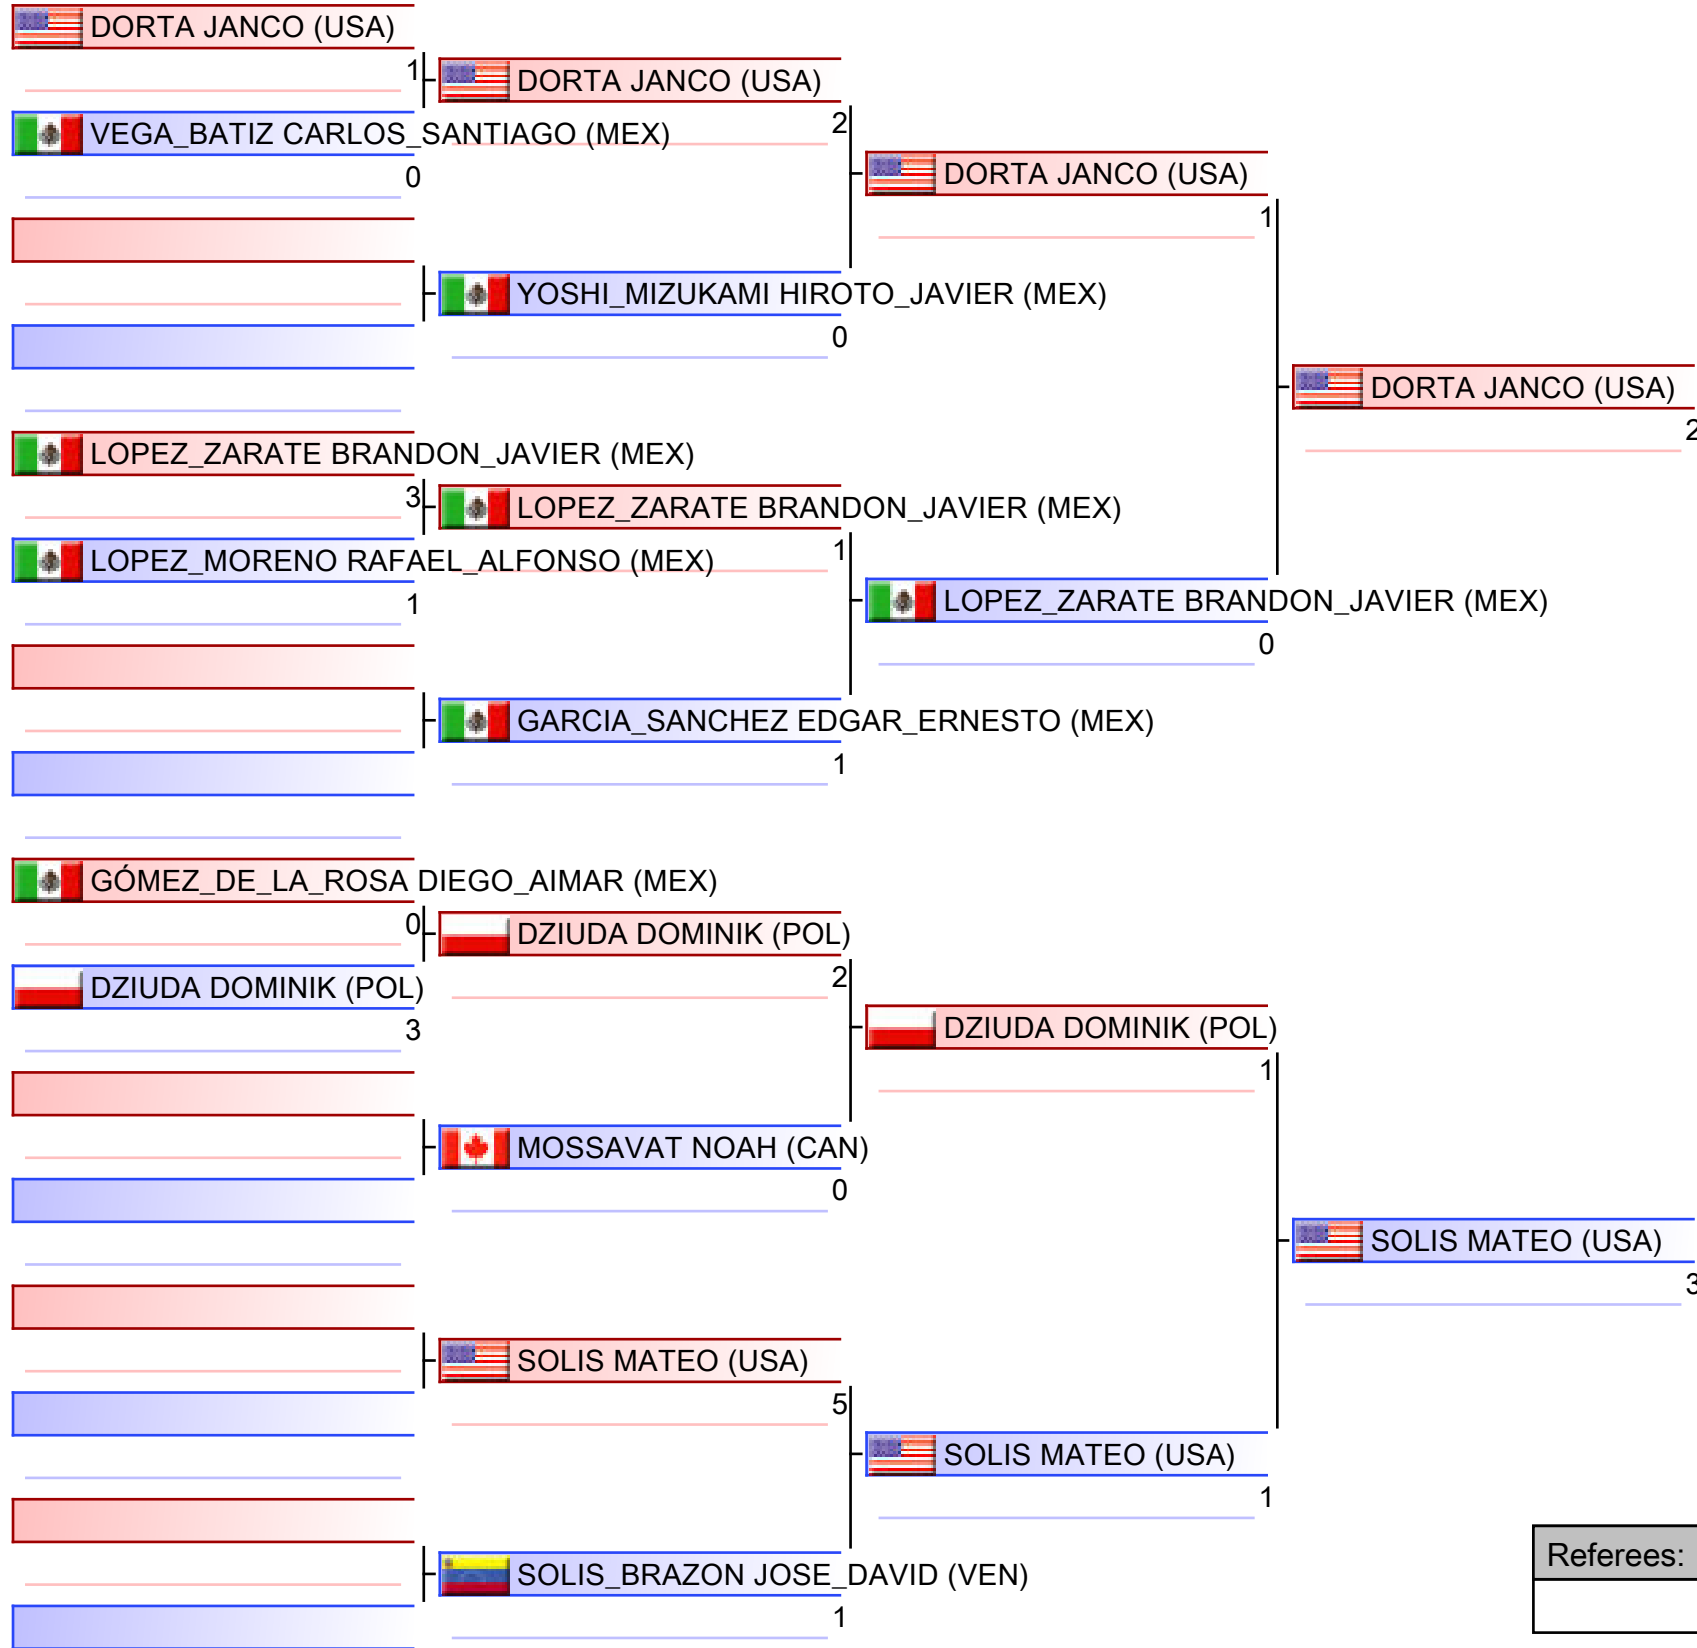 DORTA JANCO (USA)
1
DORTA JANCO (USA)
2
VEGA_BATIZ CARLOS_SANTIAGO (MEX)
0
DORTA JANCO (USA)
1
YOSHI_MIZUKAMI HIROTO_JAVIER (MEX)
0
DORTA JANCO (USA)
2
LOPEZ_ZARATE BRANDON_JAVIER (MEX)
3
LOPEZ_ZARATE BRANDON_JAVIER (MEX)
1
LOPEZ_MORENO RAFAEL_ALFONSO (MEX)
1
LOPEZ_ZARATE BRANDON_JAVIER (MEX)
0
GARCIA_SANCHEZ EDGAR_ERNESTO (MEX)
1
GÓMEZ_DE_LA_ROSA DIEGO_AIMAR (MEX)
0
DZIUDA DOMINIK (POL)
2
DZIUDA DOMINIK (POL)
3
DZIUDA DOMINIK (POL)
1
MOSSAVAT NOAH (CAN)
0
SOLIS MATEO (USA)
3
SOLIS MATEO (USA)
5
SOLIS MATEO (USA)
1
SOLIS_BRAZON JOSE_DAVID (VEN)
1
Referees: